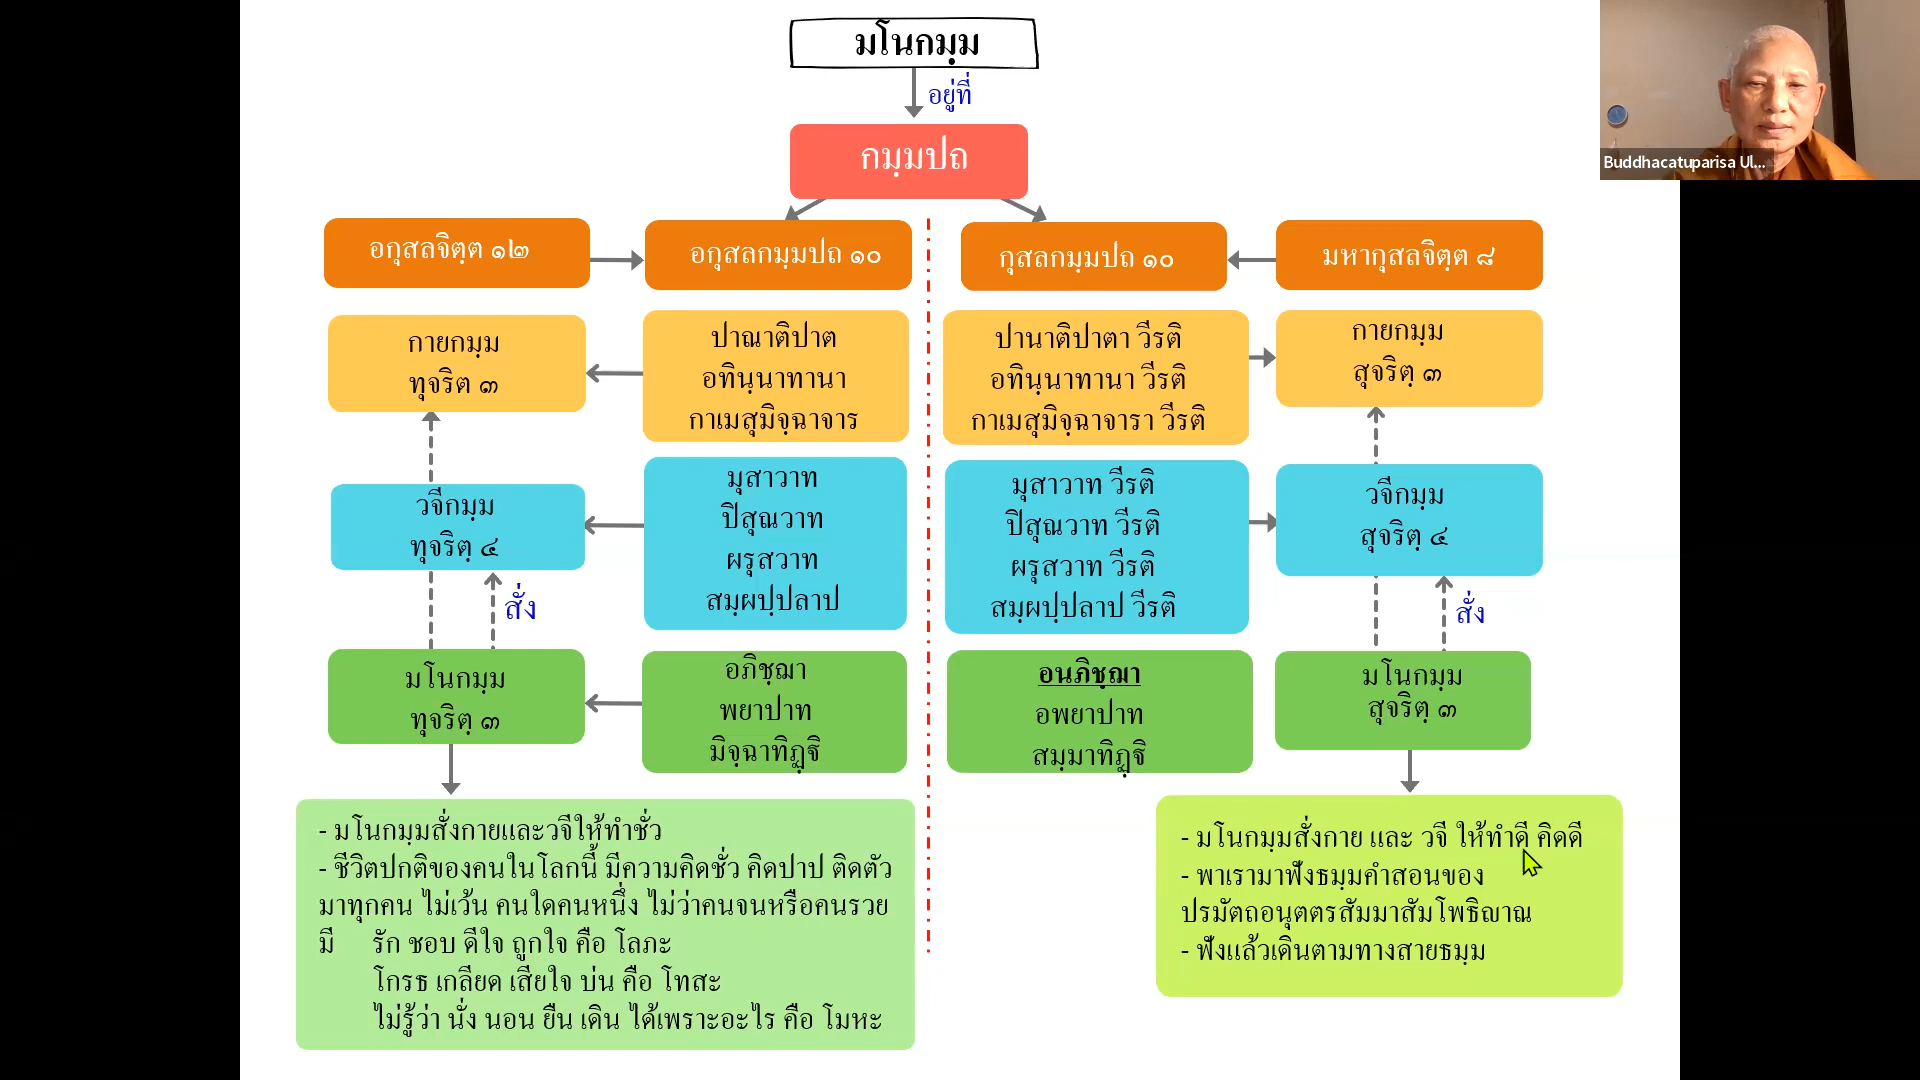 มโนกมฺม
อยู่ที่
กมฺมปถ
Buddhacatuparisa Ul...
อกุสลจิตฺต ๑๒
อกุสลกมฺมปถ ๑๐
กุสลกมฺมปถ ๑๐
มหากุสลจิตฺต ๘
กายกมฺม
ทุจริต ๓
ปาณาติปาต
อทินฺนาทานา
กาเมสุมิจฺฉาจาร
ปานาติปาตา วีรติ
อทินฺนาทานา วีรติ
กาเมสุมิจฺฉาจารา วีรติ
กายกมฺม
สุจริตฺ ๓
วจีกมฺม
ทุจริตฺ ๔
มุสาวาท
ปิสุณวาท
ผรุสวาท
สมฺผปฺปลาป
มุสาวาท วีรติ
ปิสุณวาท วีรติ
ผรุสวาท วีรติ
สมฺผปฺปลาป วีรติ
วจีกมฺม
สุจริตฺ ๔
สั่ง
สั่ง
มโนกมฺม
ทุจริตฺ ๓
อภิชฺฌา
พยาปาท
มิจฺฉาทิฏฺฐิ
อนภิชฺฌา
อพยาปาท
สมฺมาทิฏฺฐิ
มโนกมฺม
สุจริตฺ ๓
- มโนกมฺมสั่งกายและวจีให้ทำชั่ว
- ชีวิตปกติของคนในโลกนี้ มีความคิดชั่ว คิดปาป ติดตัว
มาทุกคน ไม่เว้น คนใดคนหนึ่ง ไม่ว่าคนจนหรือคนรวย
มี รัก ชอบ ดีใจ ถูกใจ คือ โลภะ
โกรธ เกลียด เสียใจ บ่น คือ โทสะ
ไม่รู้ว่า นั่ง นอน ยืน เดิน ได้เพราะอะไร คือ โมหะ
- มโนกมฺมสั่งกาย และ วจี ให้ทำดี คิดดี
- พาเรามาฟังธมฺมคำสอนของ
ปรมัตถอนุตตรสัมมาสัมโพธิญาณ
- ฟังแล้วเดินตามทางสายธมฺม